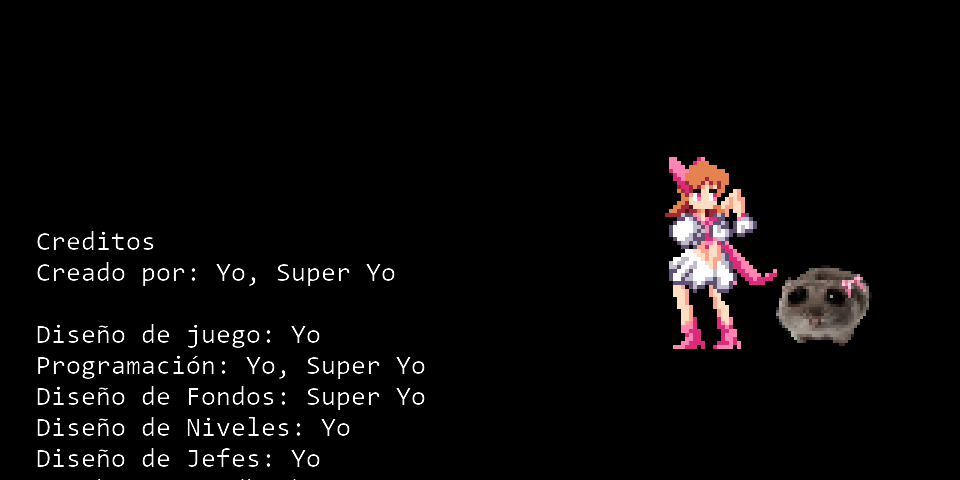 Creditos
Creado por: Yo, Super Yo
Diseño de juego: Yo
Programación: Yo, Super Yo
Diseño de Fondos: Super Yo
Diseño de Niveles: Yo
Diseño de Jefes: Yo